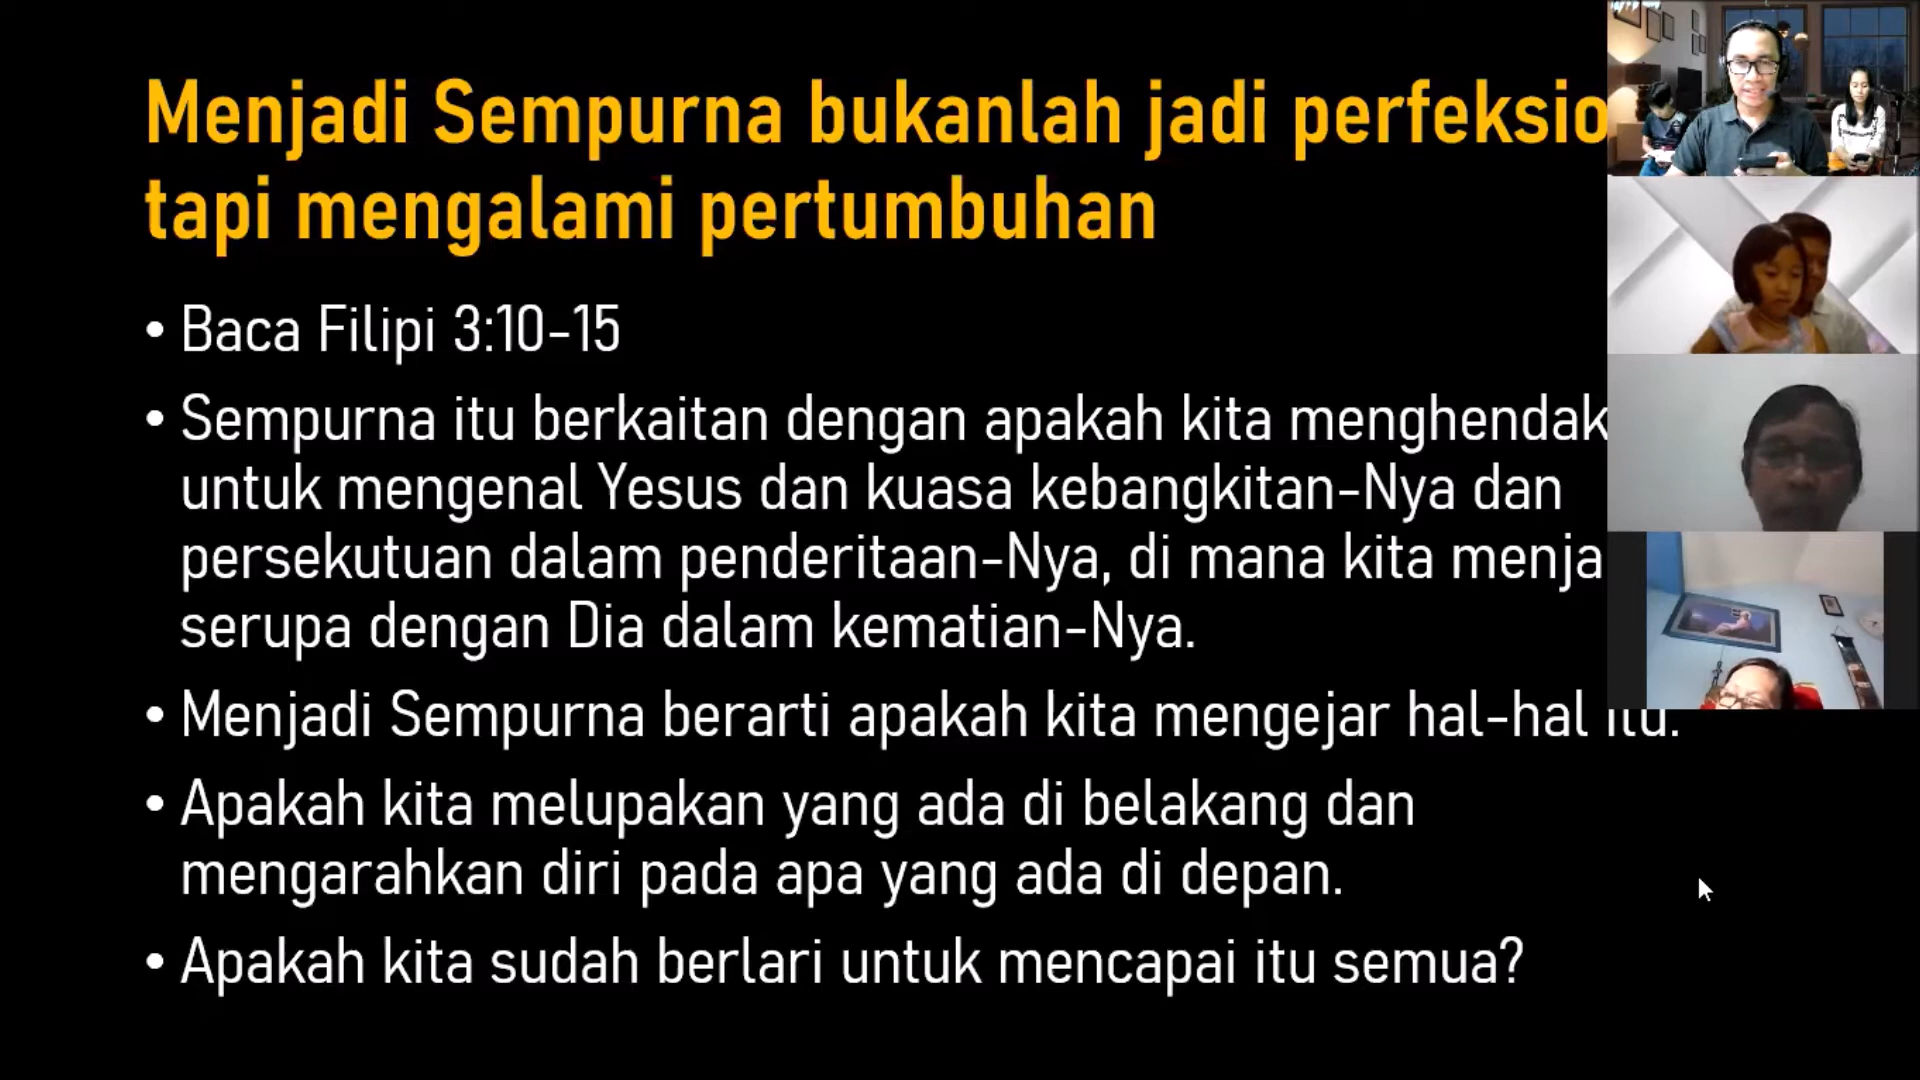 Menjadi Sempurna bukanlah jadi
tapi mengalami pertumbuhan
• Baca Filipi 3:10-15
• Sempurna itu berkaitan dengan apakah kita
untuk mengenal Yesus dan kuasa kebangkitan-Nya dan
persekutuan dalam penderitaan-Nya, di mana kita
serupa dengan Dia dalam kematian-Nya.
• Menjadi Sempurna berarti apakah kita mengejar hal-hal itu.
• Apakah kita melupakan yang ada di belakang dan
mengarahkan diri pada apa yang ada di depan.
• Apakah kita sudah berlari untuk mencapai itu semua?